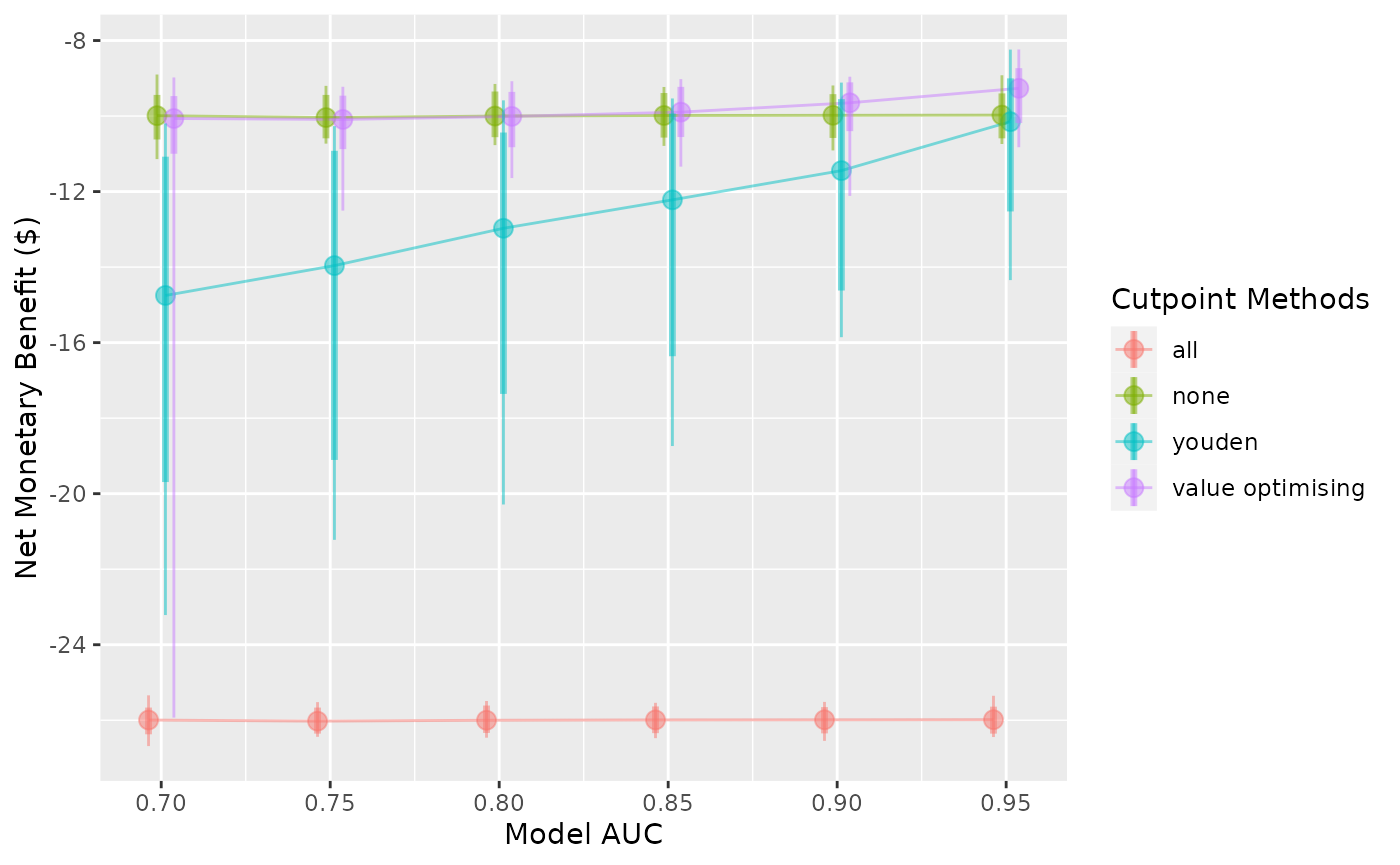 -8
-12
-16
-20
-24
Net Monetary Benefit ($)
0.70 0.75 0.80 0.85 0.90 0.95
Model AUC
Cutpoint Methods
all
none
youden
value optimising